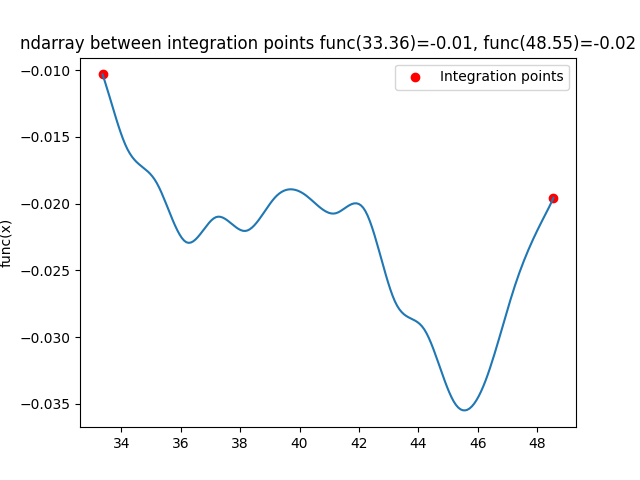 ndarray between integration points func(33.36)=-0.01, func(48.55)=-0.02
Integration points
func(x)
−0.010
−0.015
−0.020
−0.025
−0.030
−0.035
34 36 38 40 42 44 46 48